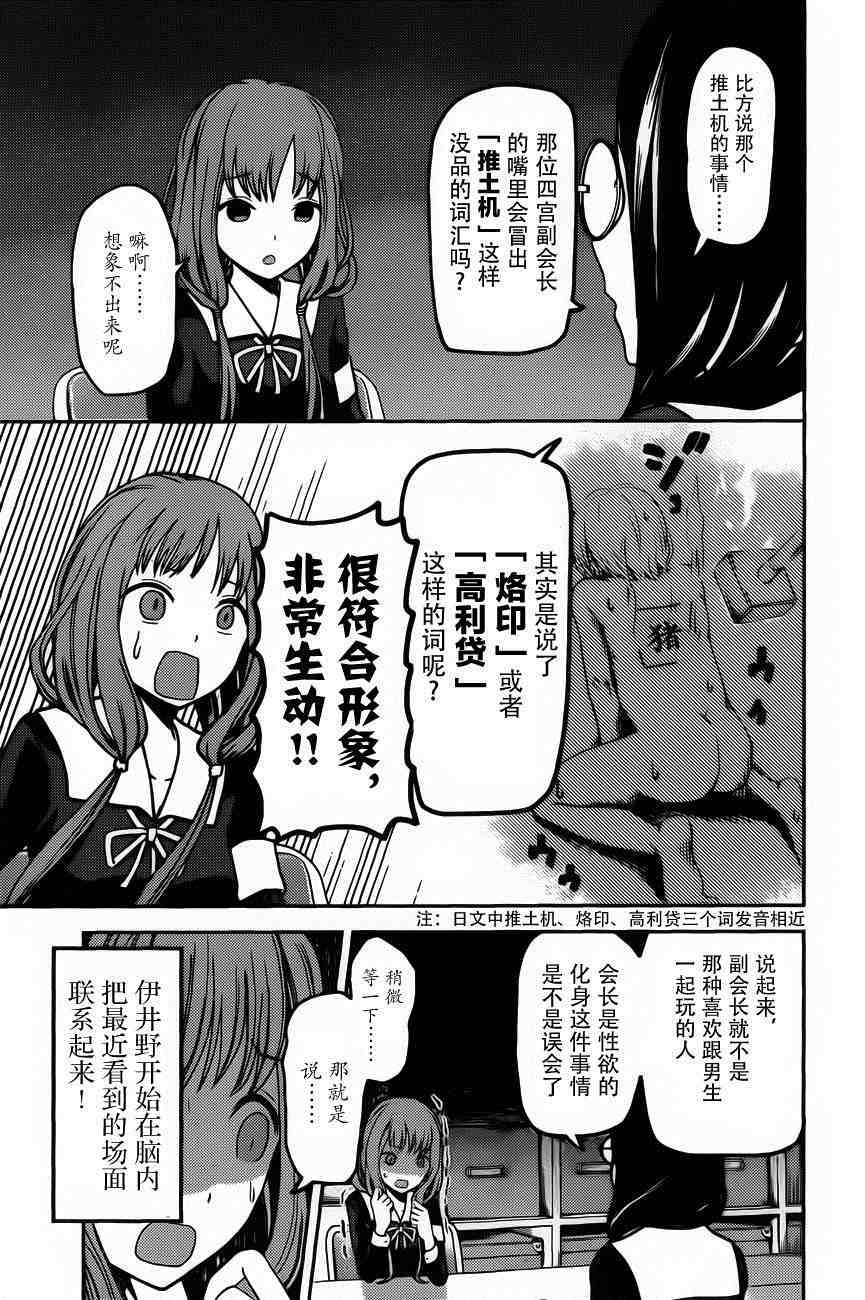 比方说那个
推土机的事情……
那位四宫副会长
的嘴里会冒出
「推土机」这样
没品的词汇吗？
嘛啊……
想象不出来呢
猪
其实是说了
「烙印」或者
「高利贷」
这样的词呢？
很符合形象，
非常生动！！
注：日文中推土机、烙印、高利贷三个词发音相近
说起来，
副会长就不是
那种喜欢跟男生
一起玩的人
会长是性欲的
化身这件事情
是不是误会了
稍微
等一下……
那就是
说……
伊井野开始在脑内
把最近看到的场面
联系起来！